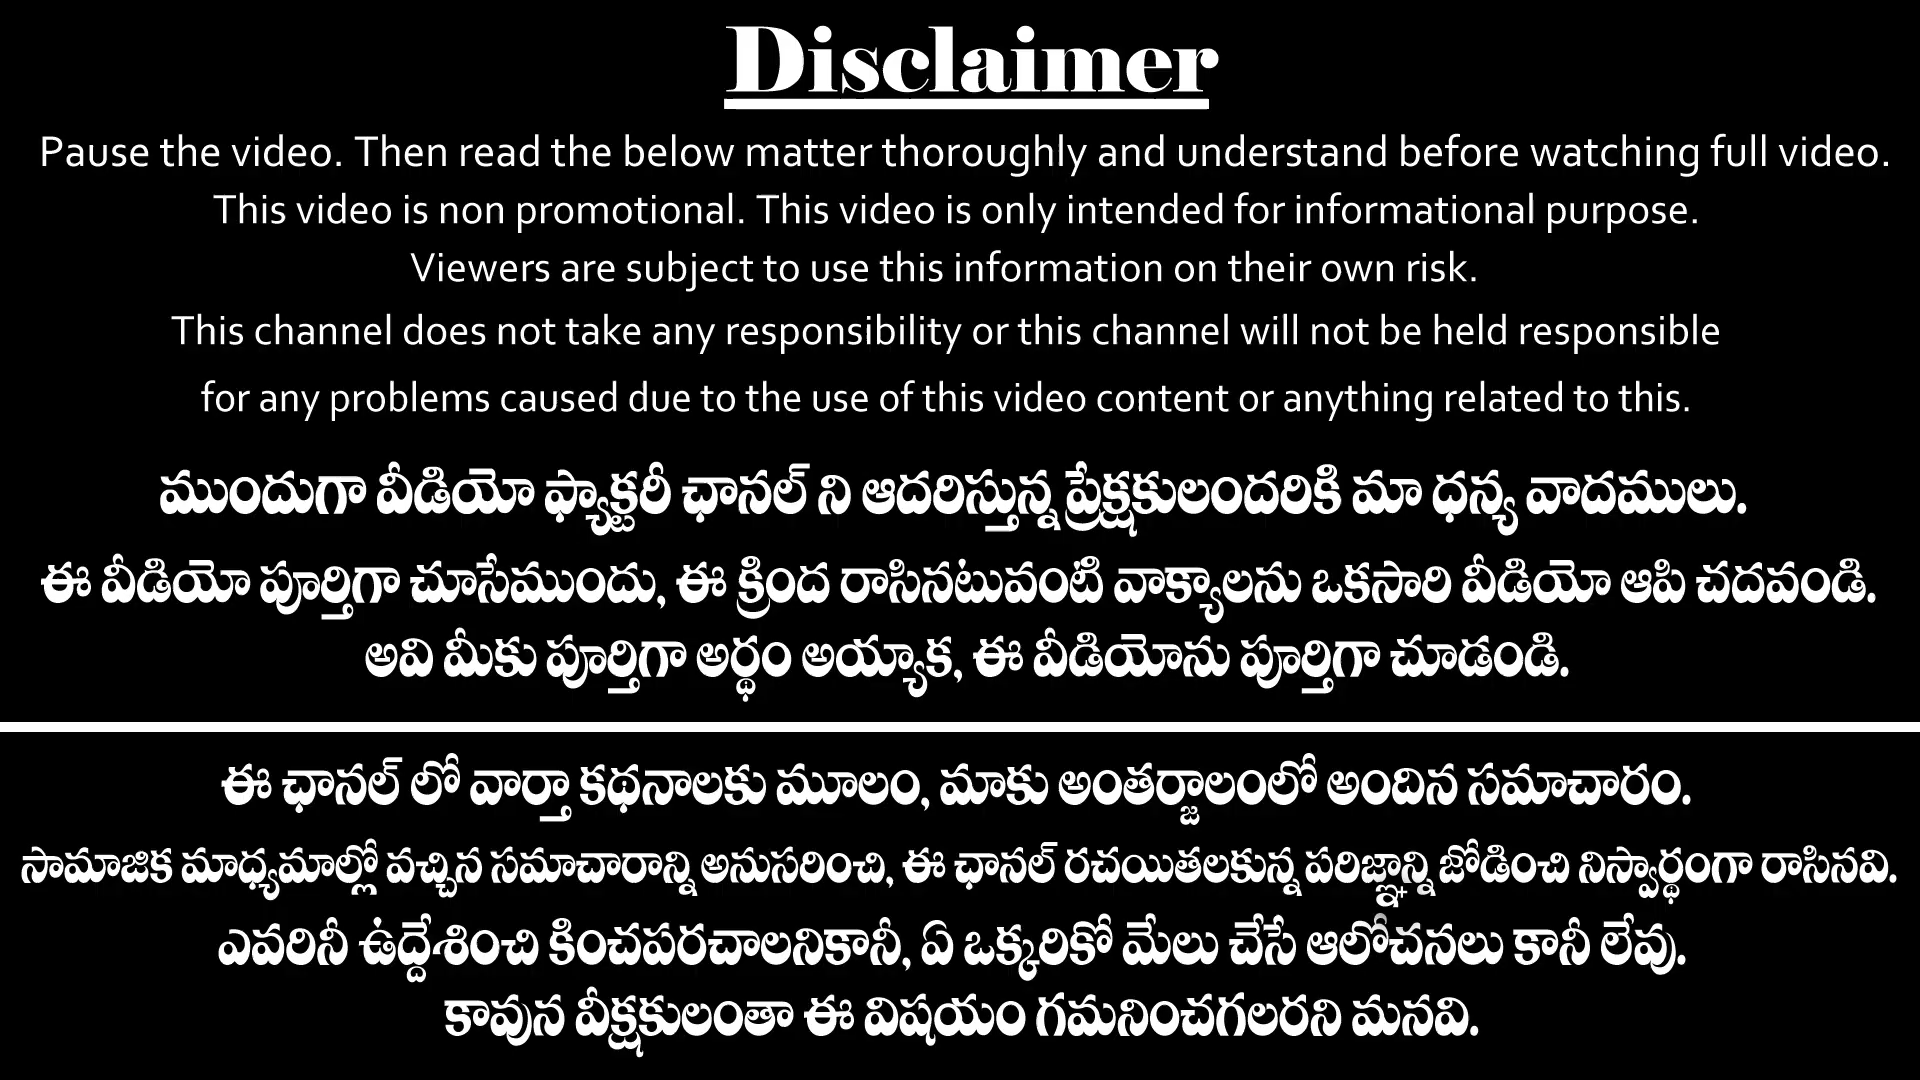 Disclaimer
Pause the video. Then read the below matter thoroughly and understand before watching full video.
This video is non promotional. This video is only intended for informational purpose.
Viewers are subject to use this information on their own risk.
This channel does not take any responsibility or this channel will not be held responsible
for any problems caused due to the use of this video content or anything related to this.
ముందుగా వీడియో ఫ్యాక్టరీ ఛానల్ ని ఆదరిస్తున్న ప్రేక్షకులందరికి మా ధన్య వాదములు.
ఈ వీడియో పూర్తిగా చూసేముందు, ఈ క్రింద రాసినటువంటి వాక్యాలను ఒకసారి వీడియో ఆపి చదవండి.
అవి మీకు పూర్తిగా అర్థం అయ్యాక, ఈ వీడియోను పూర్తిగా చూడండి.
ఈ ఛానల్ లో వార్తా కథనాలకు మూలం, మాకు అంతర్జాలంలో అందిన సమాచారం.
సామాజిక మాధ్యమాల్లో వచ్చిన సమాచారాన్ని అనుసరించి, ఈ ఛానల్ రచయితలకున్న పరిజ్ఞాన్ని జోడించి నిస్వార్థంగా రాసినవి.
ఎవరినీ ఉద్దేశించి కించపరచాలనికానీ, ఏ ఒక్కరికో మేలు చేసే ఆలోచనలు కానీ లేవు.
కావున వీక్షకులంతా ఈ విషయం గమనించగలరని మనవి.